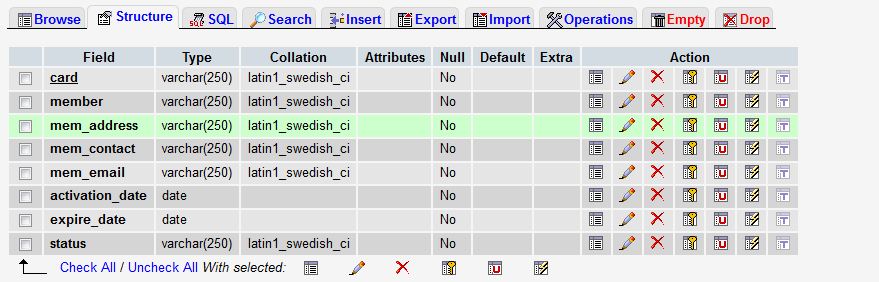 Browse Structure SQL Search Insert Export Import Operations Empty Drop
Field Type Collation Attributes Null Default Extra Action
card varchar(250) latin1_swedish_ci No
member varchar(250) latin1_swedish_ci No
mem_address varchar(250) latin1_swedish_ci No
mem_contact varchar(250) latin1_swedish_ci No
mem_email varchar(250) latin1_swedish_ci No
activation_date date No
expire_date date No
status varchar(250) latin1_swedish_ci No
Check All / Uncheck All With selected: